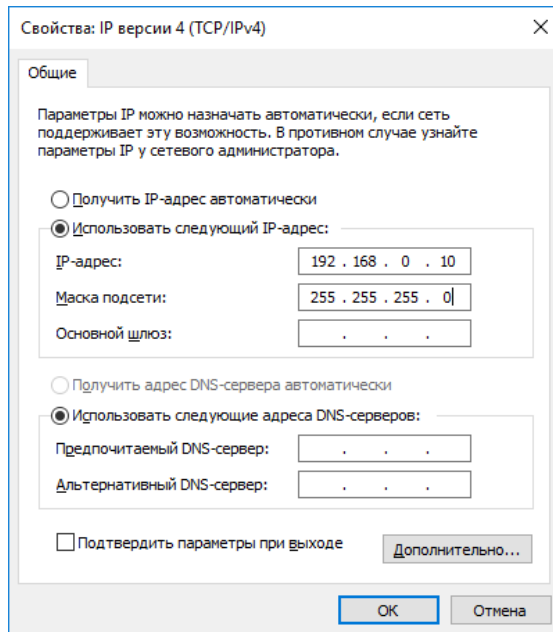 Свойства: IP версии 4 (TCP/IPv4)
Общие
Параметры IP можно назначать автоматически, если сеть
поддерживает эту возможность. В противном случае узнайте
параметры IP у сетевого администратора.
Получить IP-адрес автоматически
Использовать следующий IP-адрес:
IP-адрес: 192 . 168 . 0 . 10
Маска подсети: 255 . 255 . 255 . 0
Основной шлюз: . . .
Получить адрес DNS-сервера автоматически
Использовать следующие адреса DNS-серверов:
Предпочитаемый DNS-сервер: . . .
Альтернативный DNS-сервер: . . .
Подтвердить параметры при выходе Дополнительно...
ОК Отмена